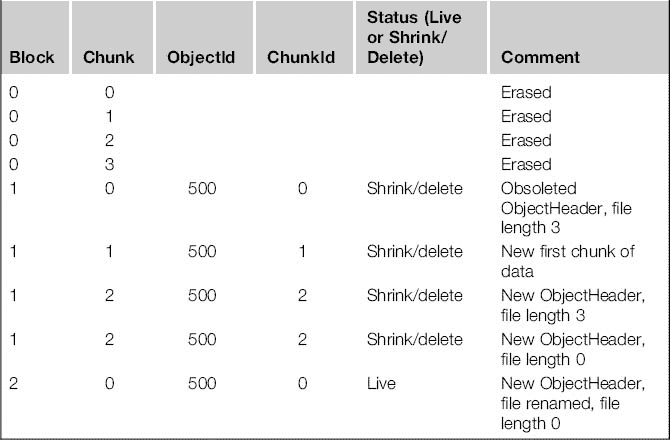 Block Chunk ObjectId ChunkId Status (Live or Shrink/ Delete) Comment
0 0 Erased
0 1 Erased
0 2 Erased
0 3 Erased
1 0 500 0 Shrink/delete Obsoleted
ObjectHeader, file
length 3
1 1 500 1 Shrink/delete New first chunk of
data
1 2 500 2 Shrink/delete New ObjectHeader,
file length 3
1 2 500 2 Shrink/delete New ObjectHeader,
file length 0
2 0 500 0 Live New ObjectHeader,
file renamed, file
length 0